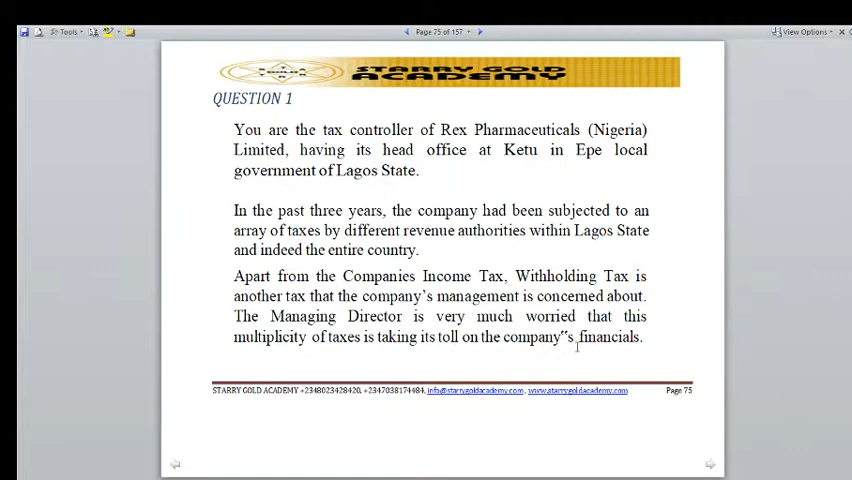 Tools
Page 75 of 157
View Options
STARRY GOLD
ACADEMY
QUESTION 1
You are the tax controller of Rex Pharmaceuticals (Nigeria)
Limited, having its head office at Ketu in Epe local
government of Lagos State.
In the past three years, the company had been subjected to an
array of taxes by different revenue authorities within Lagos State
and indeed the entire country.
Apart from the Companies Income Tax, Withholding Tax is
another tax that the company's management is concerned about.
The Managing Director is very much worried that this
multiplicity of taxes is taking its toll on the company‟s financials.
STARRY GOLD ACADEMY +2348023428420, +2347038174484, info@starrygoldacademy.com, www.starrygoldacademy.com Page 75